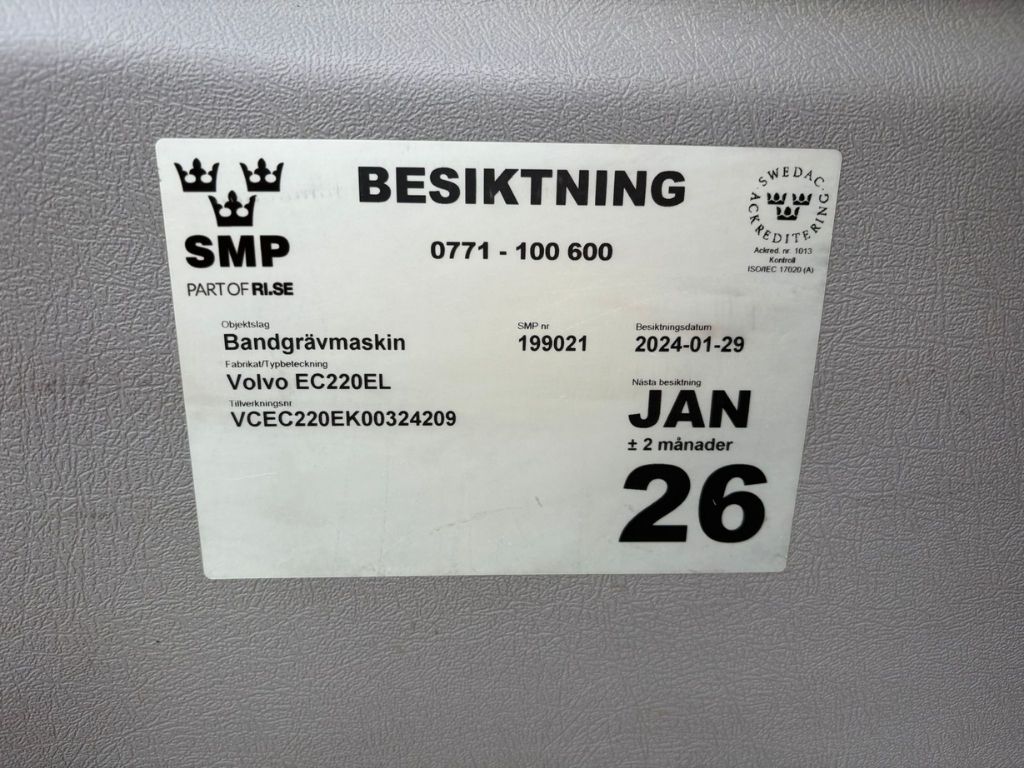 BESIKTNING
0771 - 100 600
SMP
PART OF RI.SE
SWEDAC
ACKREDITERING
Ackred. nr. 1013
Kontroll
ISO/IEC 17020 (A)
Objektslag
Bandgrävmaskin
Fabrikat/Typbeteckning
Volvo EC220EL
Tillverkningsnr
VCEC220EK00324209
SMP nr
199021
Besiktningsdatum
2024-01-29
Nästa besiktning
JAN
± 2 månader
26